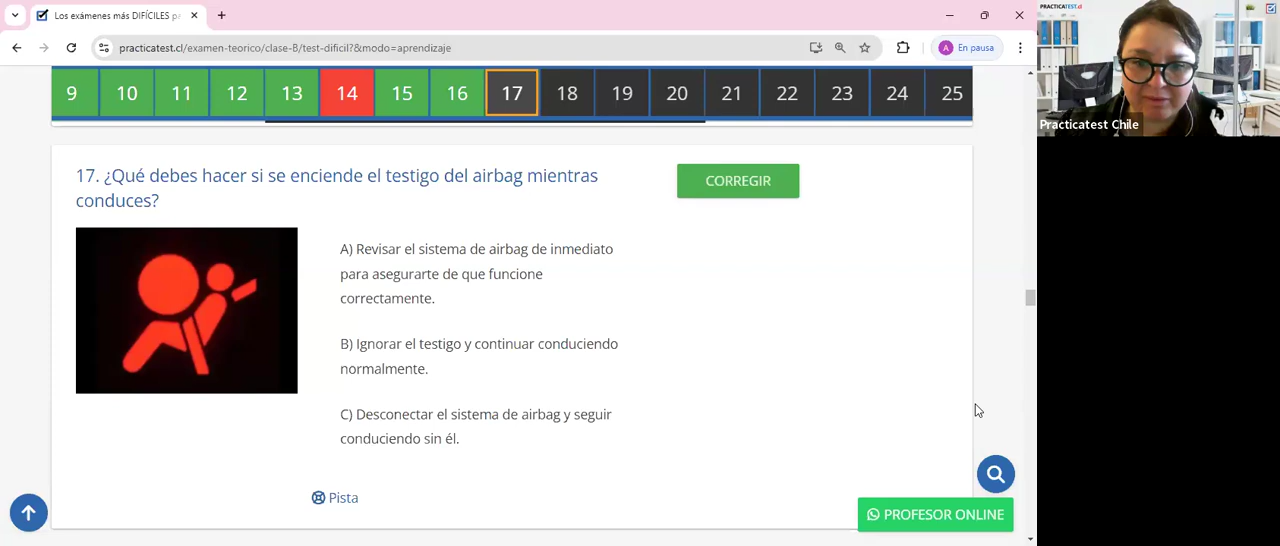 Los exámenes más DIFÍCILES pa
practicatest.cl/examen-teorico/clase-B/test-dificil?&modo=aprendizaje
A
En pausa
PRACTICATEST.cl
Practicatest Chile
9 10 11 12 13 14 15 16 17 18 19 20 21 22 23 24 25
17. ¿Qué debes hacer si se enciende el testigo del airbag mientras
conduces?
CORREGIR
A) Revisar el sistema de airbag de inmediato
para asegurarte de que funcione
correctamente.
B) Ignorar el testigo y continuar conduciendo
normalmente.
C) Desconectar el sistema de airbag y seguir
conduciendo sin él.
Pista
PROFESOR ONLINE